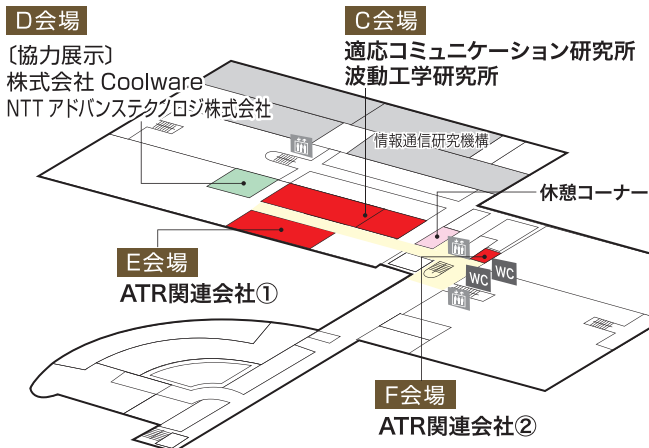 D会場
〔協力展示〕
株式会社 Coolware
NTT アドバンステクノロジ株式会社
C会場
適応コミュニケーション研究所
波動工学研究所
情報通信研究機構
休憩コーナー
E会場
ATR関連会社①
WC
WC
F会場
ATR関連会社②